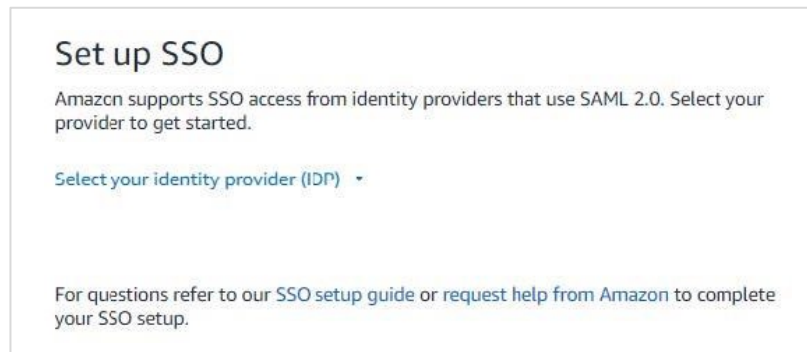 Set up SSO
Amazon supports SSO access from identity providers that use SAML 2.0. Select your
provider to get started.
Select your identity provider (IDP)
For questions refer to our SSO setup guide or request help from Amazon to complete
your SSO setup.